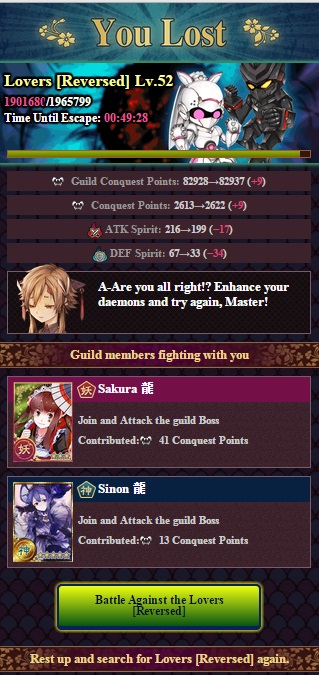 You Lost
Lovers [Reversed] Lv.52
1901680/1965799
Time Until Escape: 00:49:28
Guild Conquest Points: 82928→82937 (+9)
Conquest Points: 2613→2622 (+9)
ATK Spirit: 216→199 (−17)
DEF Spirit: 67→33 (−34)
A-Are you all right!? Enhance your
daemons and try again, Master!
Guild members fighting with you
妖 Sakura 龍
Join and Attack the guild Boss
Contributed: 41 Conquest Points
妖
神 Sinon 龍
Join and Attack the guild Boss
Contributed: 13 Conquest Points
神
Battle Against the Lovers
[Reversed]
Rest up and search for Lovers [Reversed] again.